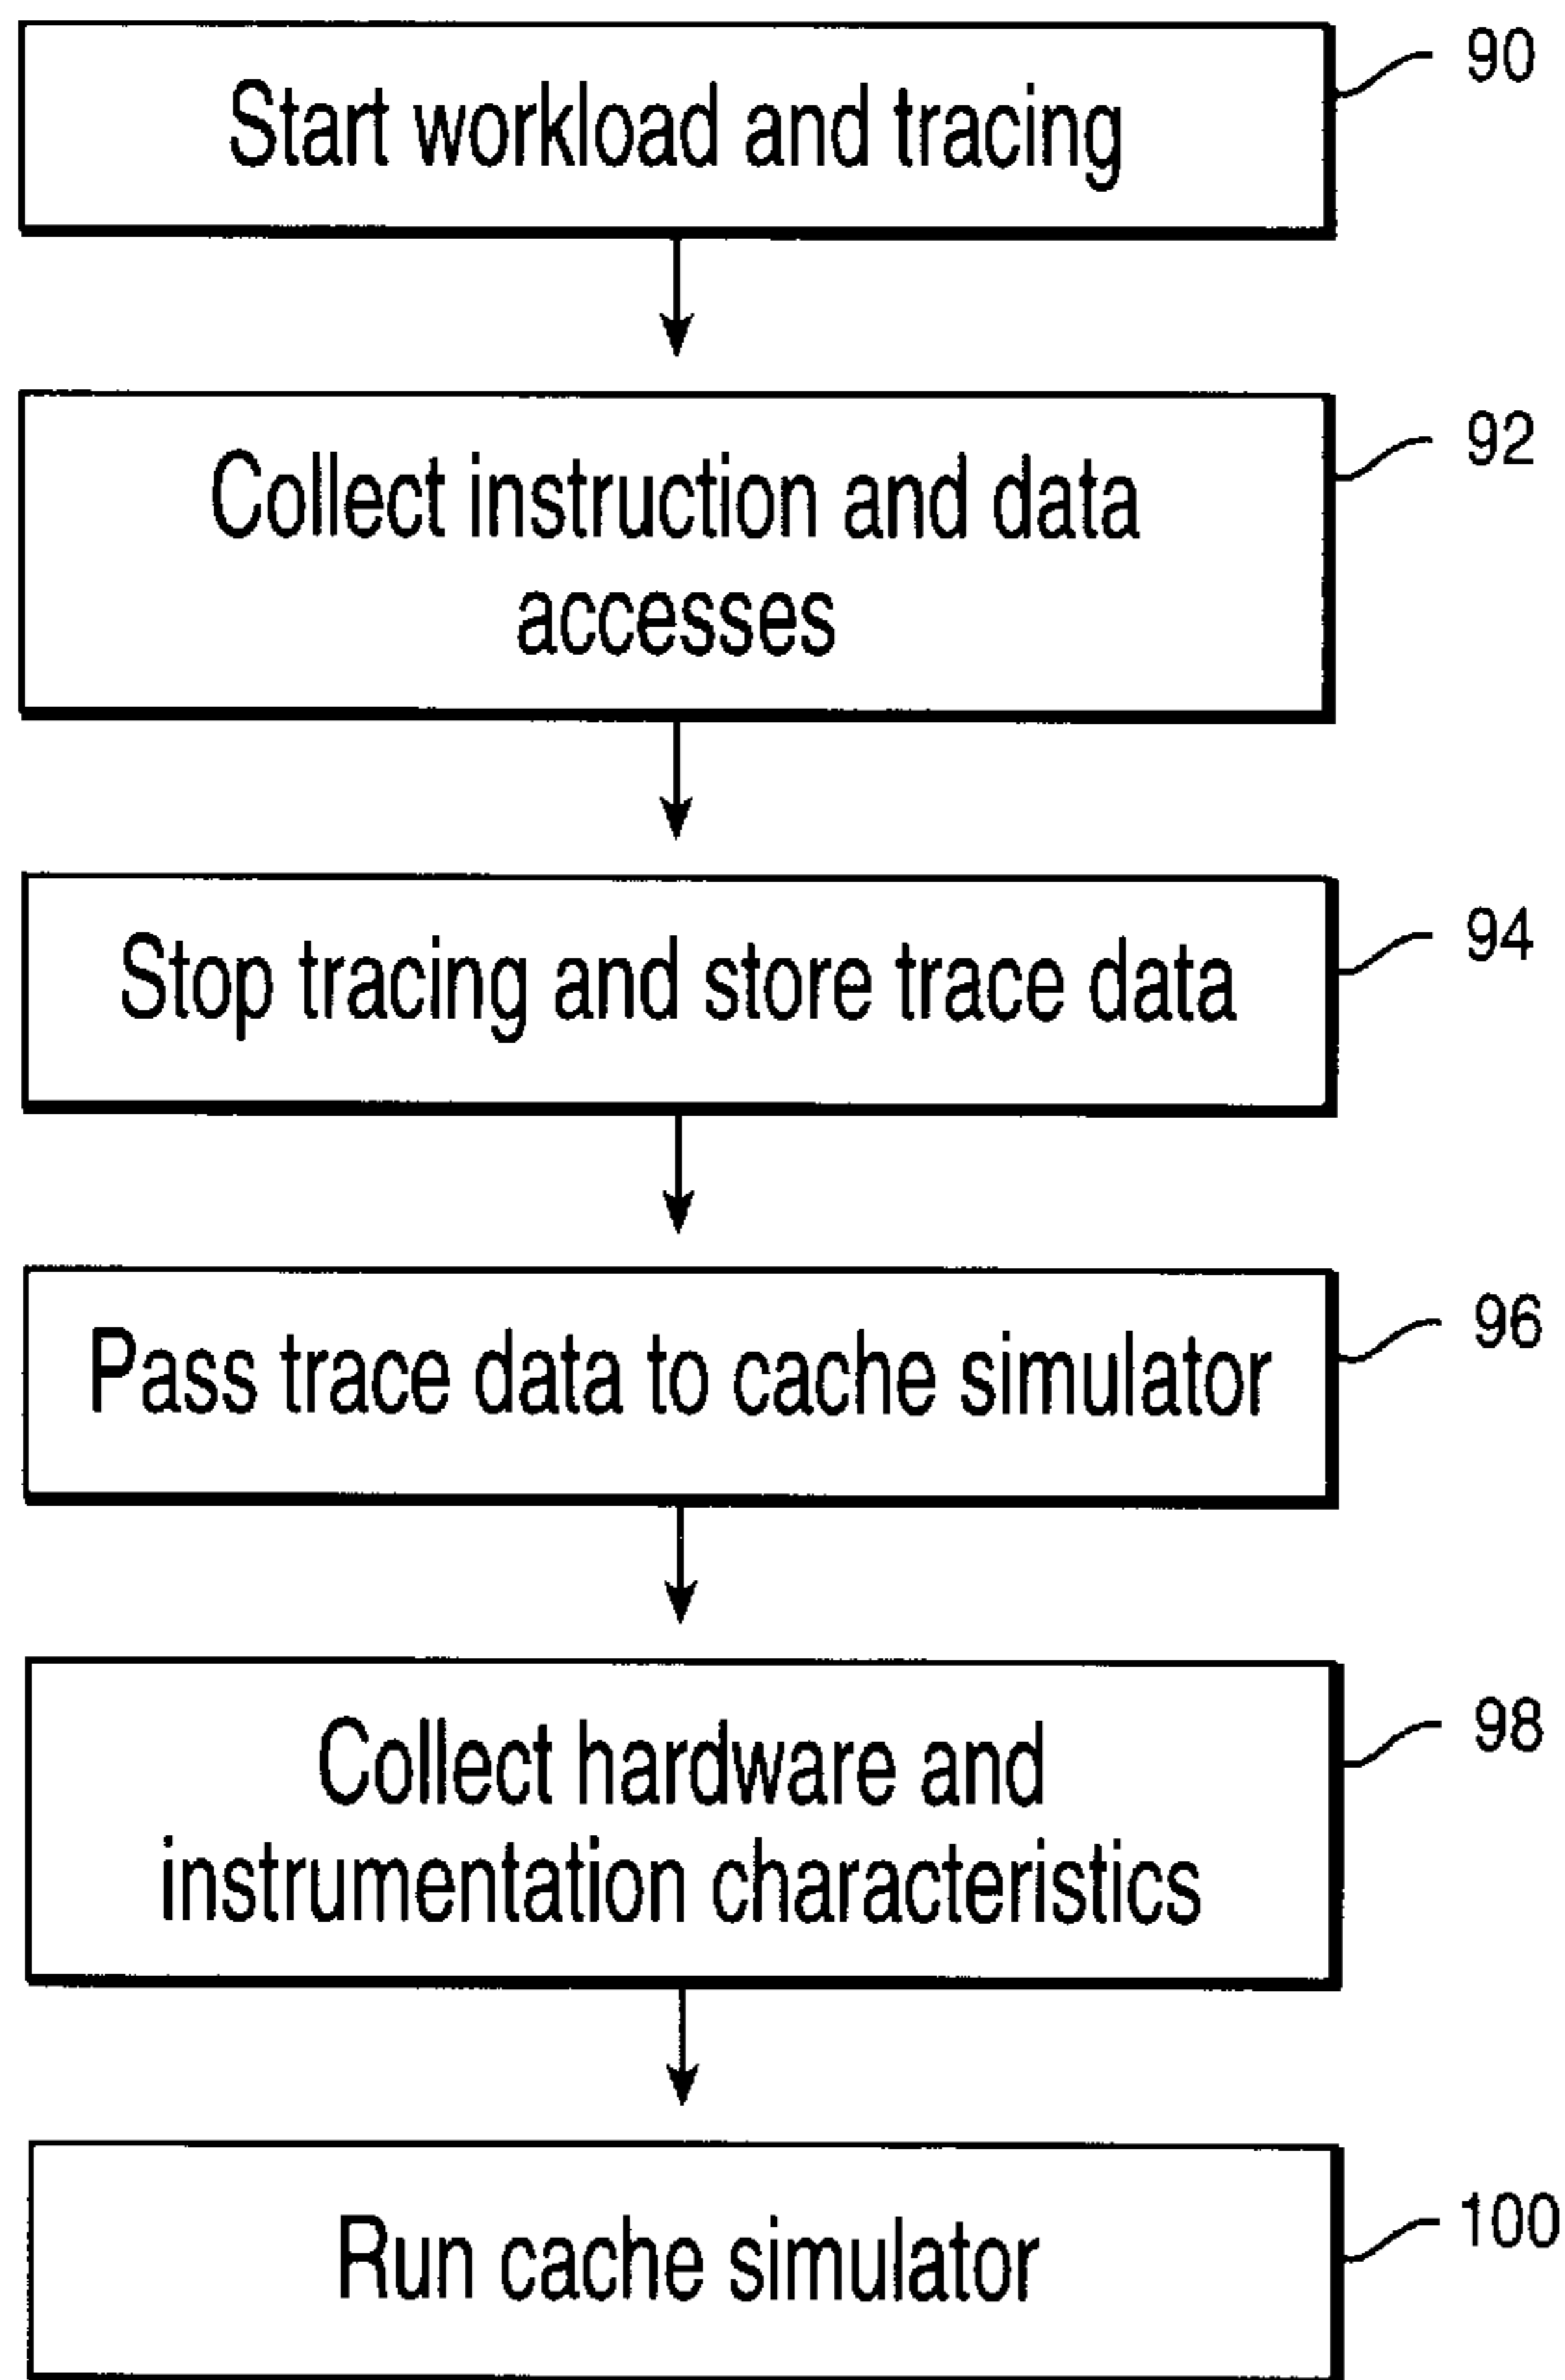 Start workload and tracing
90
Collect instruction and data
accesses
92
Stop tracing and store trace data
94
Pass trace data to cache simulator
96
Collect hardware and
instrumentation characteristics
98
Run cache simulator
100